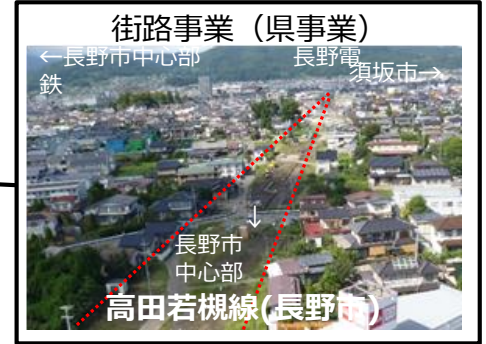 街路事業（県事業）
←長野市中心部
長野電
鉄
須坂市→
↓
長野市
中心部
高田若槻線(長野市)